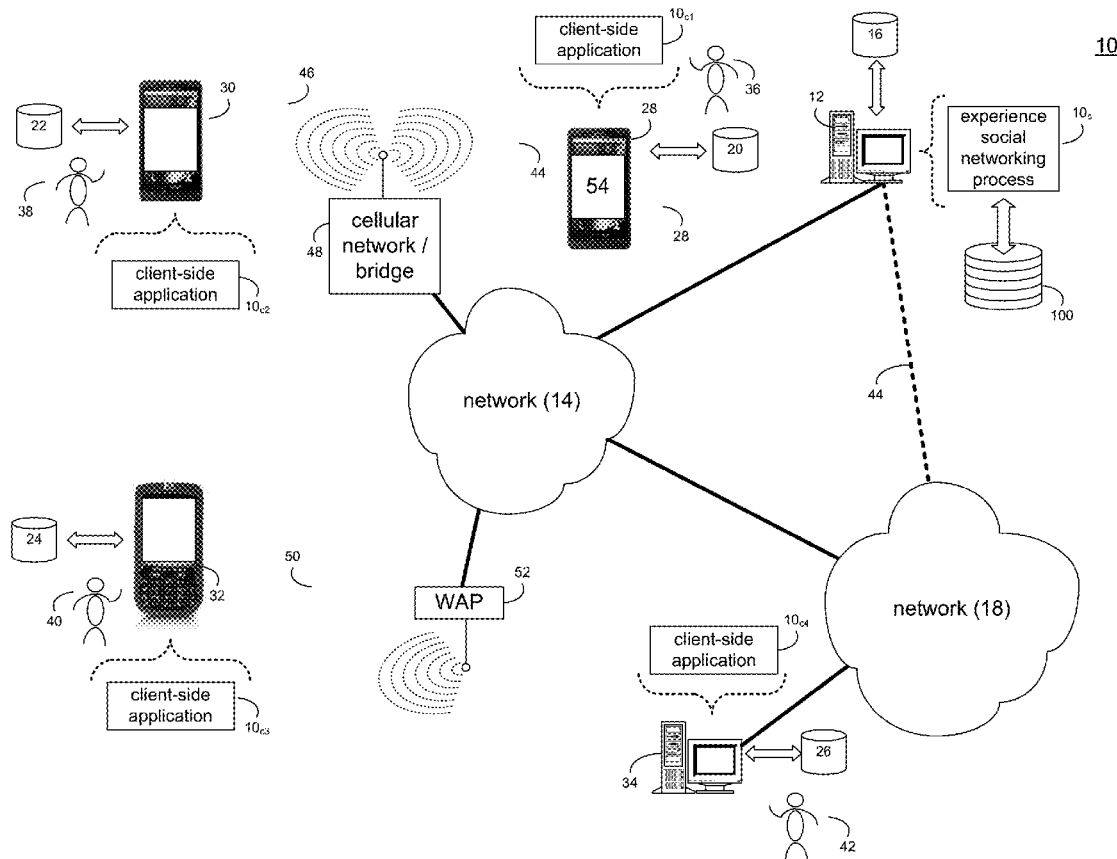 10
client-side
application
10c1
16
30
46
36
12
22
28
experience
social
networking
process
10s
44
20
54
38
48
cellular
network /
bridge
28
client-side
application
10c2
100
network (14)
44
24
50
32
52
40
WAP
network (18)
client-side
application
10c4
client-side
application
10c3
34
26
42